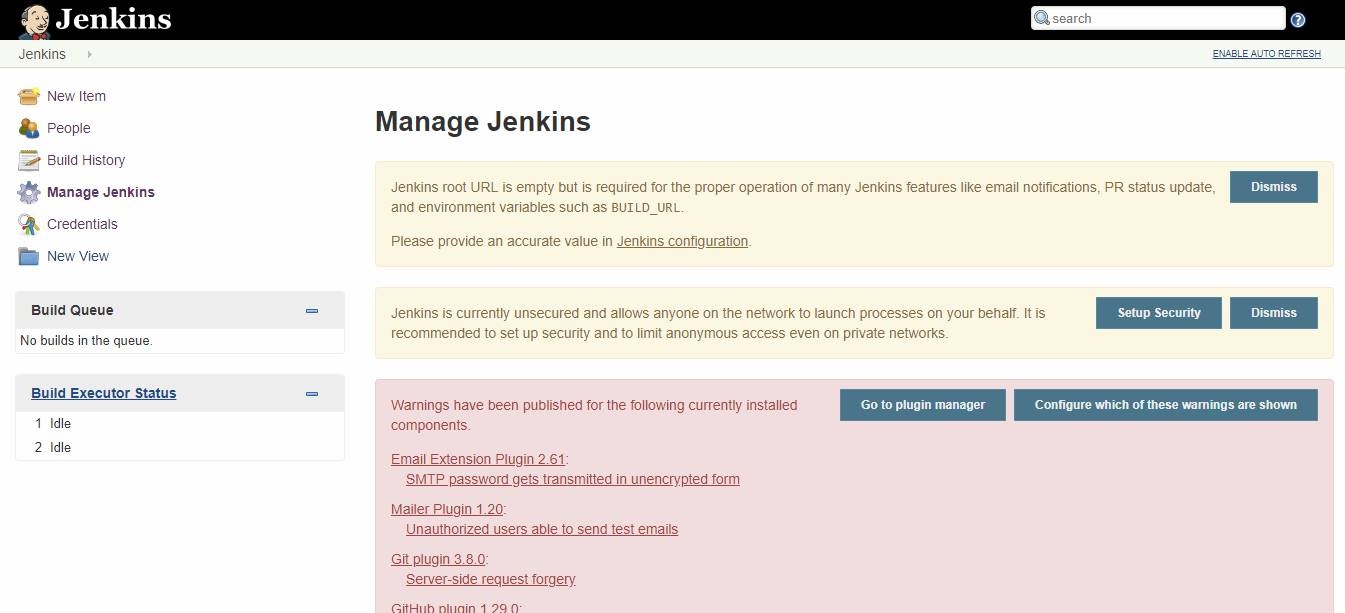 Jenkins
search
Jenkins
ENABLE AUTO REFRESH
New Item
People
Build History
Manage Jenkins
Credentials
New View
Build Queue
No builds in the queue.
Build Executor Status
1 Idle
2 Idle
Manage Jenkins
Jenkins root URL is empty but is required for the proper operation of many Jenkins features like email notifications, PR status update,
and environment variables such as BUILD_URL.
Please provide an accurate value in Jenkins configuration.
Dismiss
Jenkins is currently unsecured and allows anyone on the network to launch processes on your behalf. It is
recommended to set up security and to limit anonymous access even on private networks.
Setup Security
Dismiss
Warnings have been published for the following currently installed
components.
Go to plugin manager
Configure which of these warnings are shown
Email Extension Plugin 2.61:
SMTP password gets transmitted in unencrypted form
Mailer Plugin 1.20:
Unauthorized users able to send test emails
Git plugin 3.8.0:
Server-side request forgery
GitHub plugin 1.29.0: